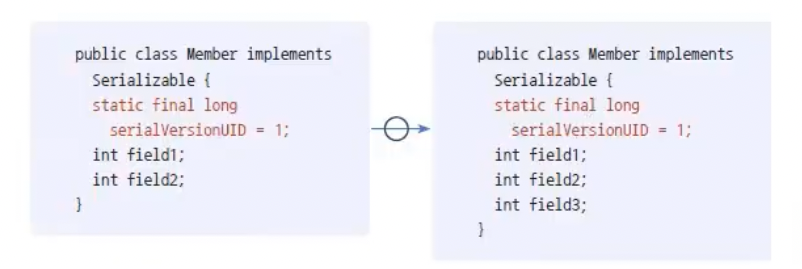 public class Member implements
Serializable {
static final long
serialVersionUID = 1;
int field1;
int field2;
}
public class Member implements
Serializable {
static final long
serialVersionUID = 1;
int field1;
int field2;
int field3;
}